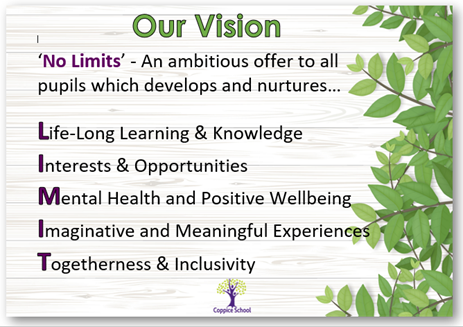 Our Vision
‘No Limits’ - An ambitious offer to all
pupils which develops and nurtures…
Life-Long Learning & Knowledge
Interests & Opportunities
Mental Health and Positive Wellbeing
Imaginative and Meaningful Experiences
Togetherness & Inclusivity
Coppice School